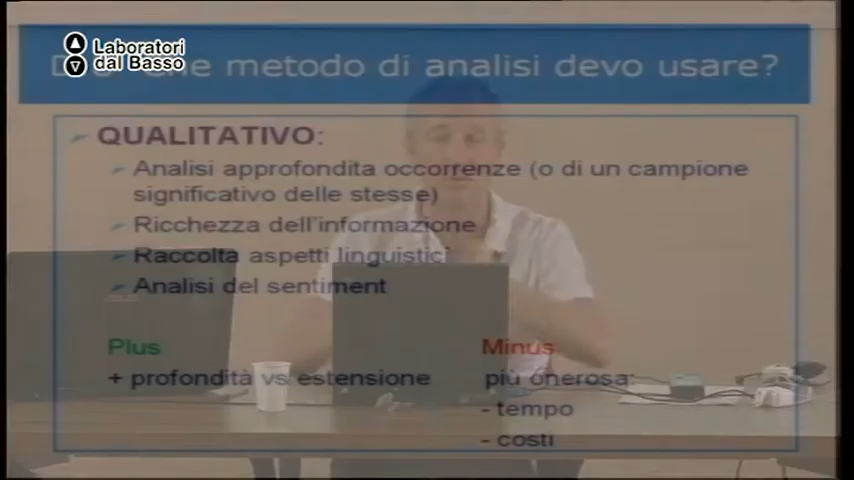 Laboratori
dal Basso
che metodo di analisi devo usare?
QUALITATIVO:
Analisi approfondita occorrenze (o di un campione
significativo delle stesse)
Ricchezza dell'informazione
Raccolta aspetti linguistici
Analisi del sentiment
Plus
Minus
+ profondità vs estensione
più onerosa:
- tempo
- costi